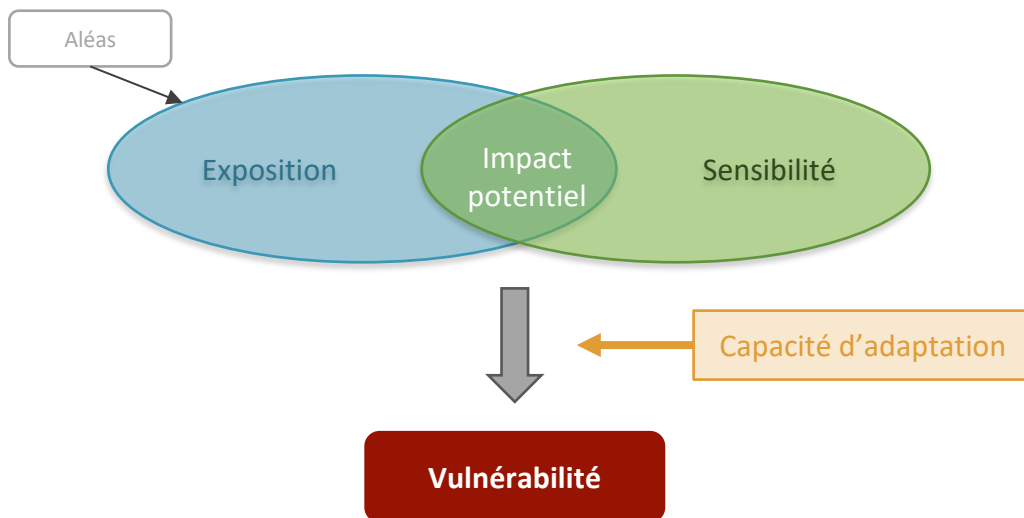 Aléas
Exposition
Impact
potentiel
Sensibilité
Capacité d’adaptation
Vulnérabilité